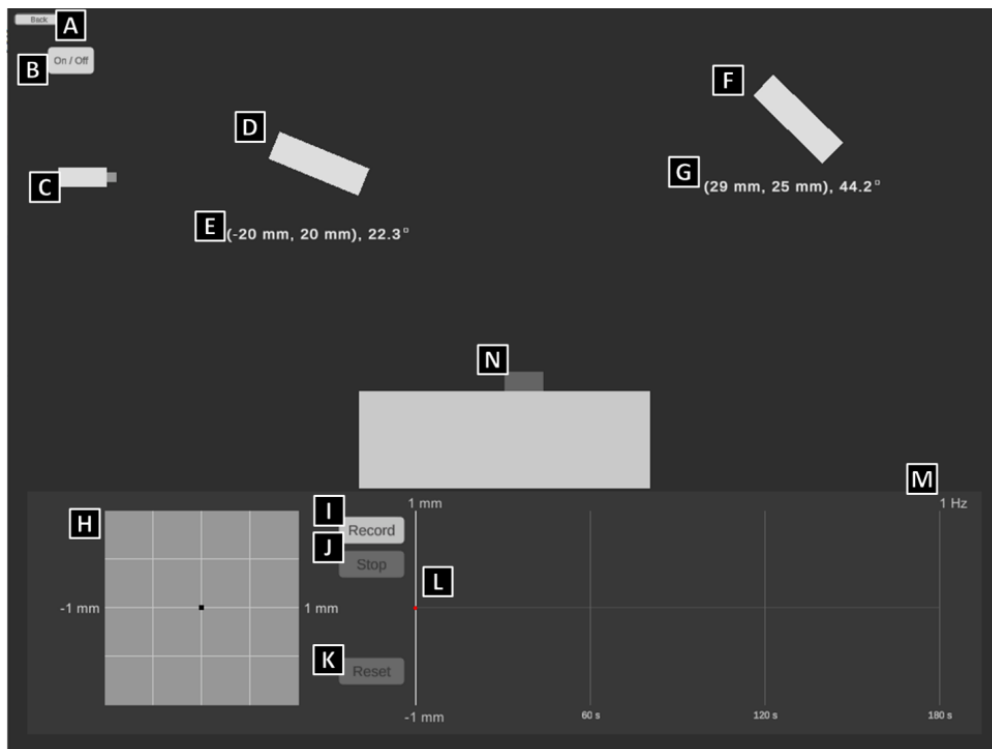 Back
A
B
On / Off
C
D
E
(-20 mm, 20 mm), 22.3°
F
G
(29 mm, 25 mm), 44.2°
N
M
H
I
Record
J
Stop
K
Reset
L
-1 mm
1 mm
1 mm
-1 mm
1 Hz
60 s
120 s
180 s